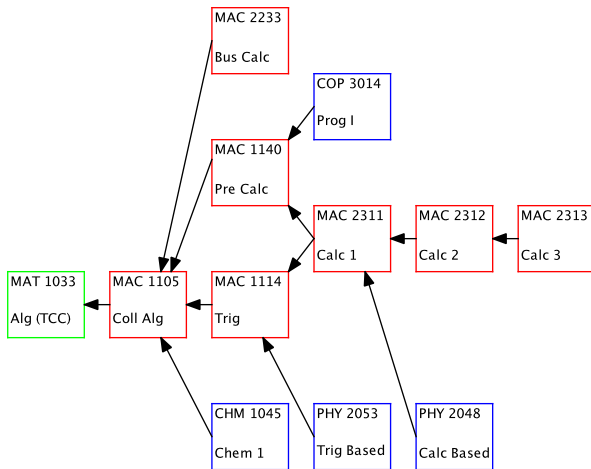 MAC 2233
Bus Calc
COP 3014
Prog I
MAC 1140
Pre Calc
MAC 2311
Calc 1
MAC 2312
Calc 2
MAC 2313
Calc 3
MAT 1033
Alg (TCC)
MAC 1105
Coll Alg
MAC 1114
Trig
CHM 1045
Chem 1
PHY 2053
Trig Based
PHY 2048
Calc Based